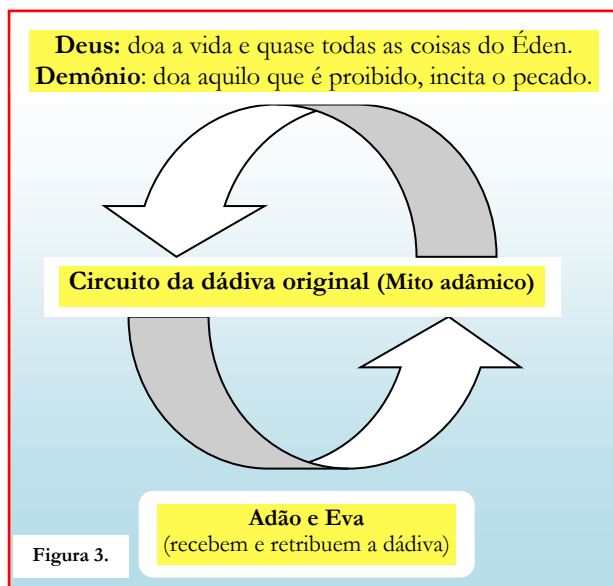 Deus: doa a vida e quase todas as coisas do Éden.
Demônio: doa aquilo que é proibido, incita o pecado.
Circuito da dádiva original (Mito adâmico)
Adão e Eva
(recebem e retribuem a dádiva)
Figura 3.